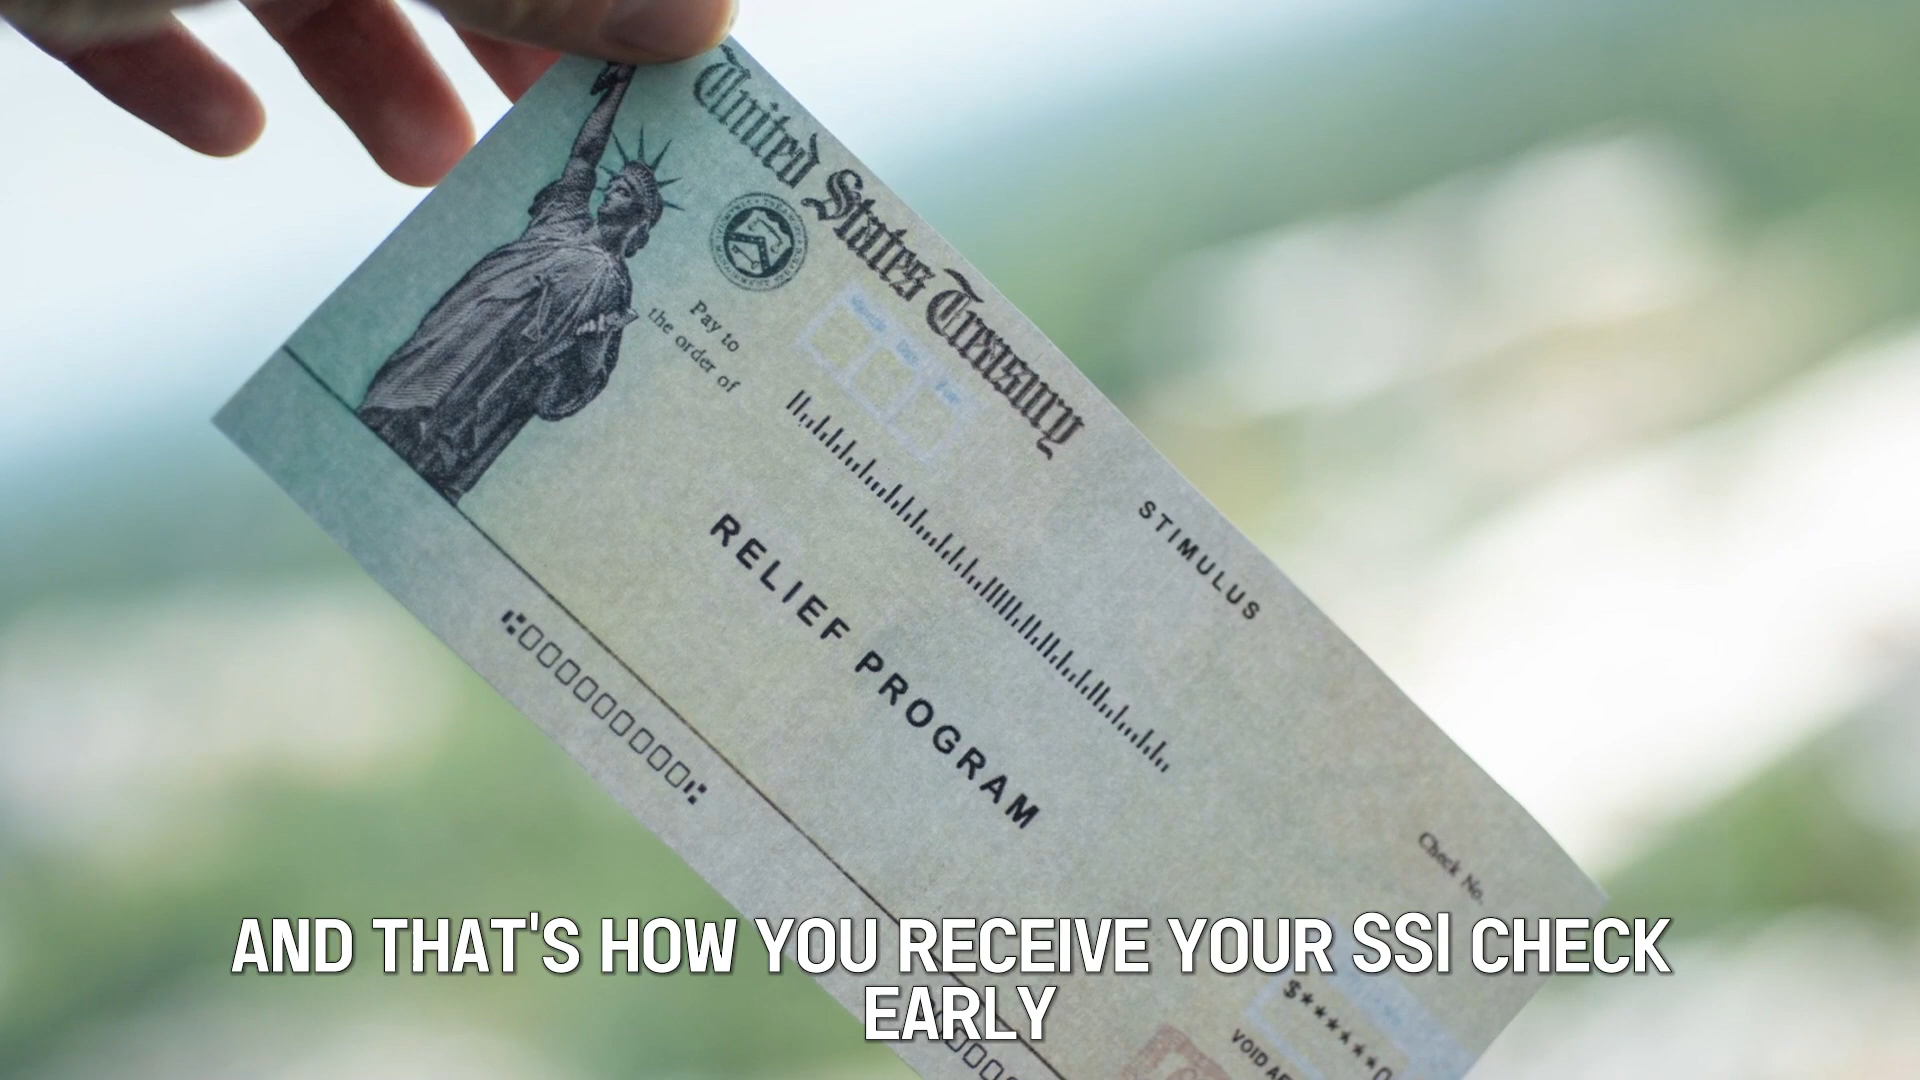 United States Treasury
Pay to
the order of
STIMULUS
RELIEF PROGRAM
Check No.
AND THAT'S HOW YOU RECEIVE YOUR SSI CHECK
EARLY